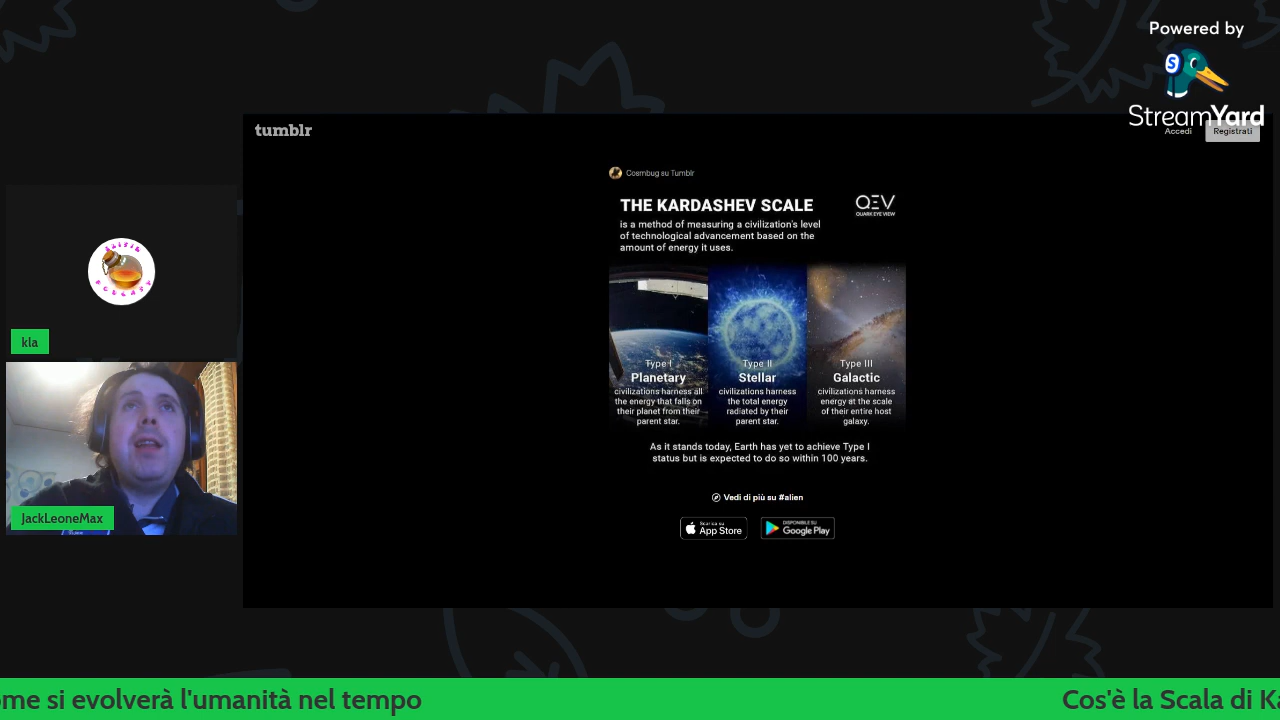 Powered by
StreamYard
tumblr
Accedi
Registrati
Cosmbug su Tumblr
THE KARDASHEV SCALE
QEV
QUARK EYE VIEW
is a method of measuring a civilization's level
of technological advancement based on the
amount of energy it uses.
Type I
Planetary
civilizations harness all
the energy that falls on
their planet from their
parent star.
Type II
Stellar
civilizations harness
the total energy
radiated by their
parent star.
Type III
Galactic
civilizations harness
energy at the scale
of their entire host
galaxy.
As it stands today, Earth has yet to achieve Type I
status but is expected to do so within 100 years.
Vedi di più su #alien
Scarica su
App Store
DISPONIBILE SU
Google Play
kla
JackLeoneMax
ome si evolverà l'umanità nel tempo
Cos'è la Scala di Ka